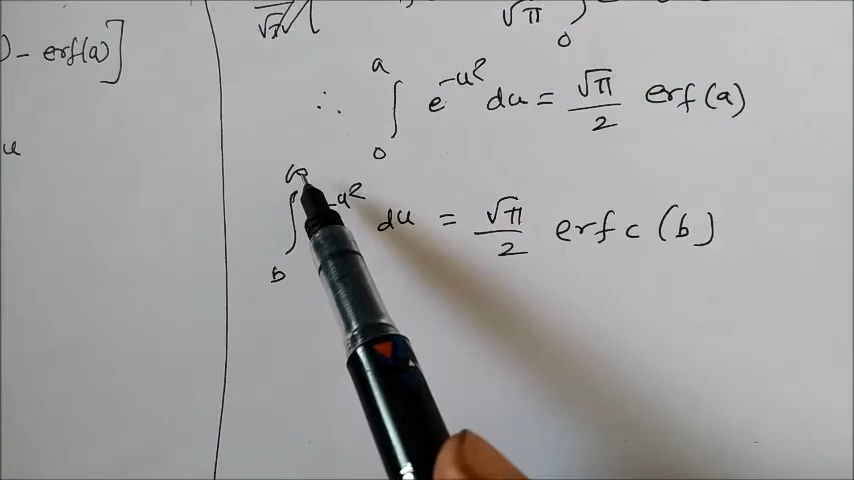 ) - erf(a)]
u
√π
√π
0
∴ ∫₀ᵃ e^-u² du = √π/2 erf(a)
∫_b^∞ -u² du = √π/2 erfc(b)